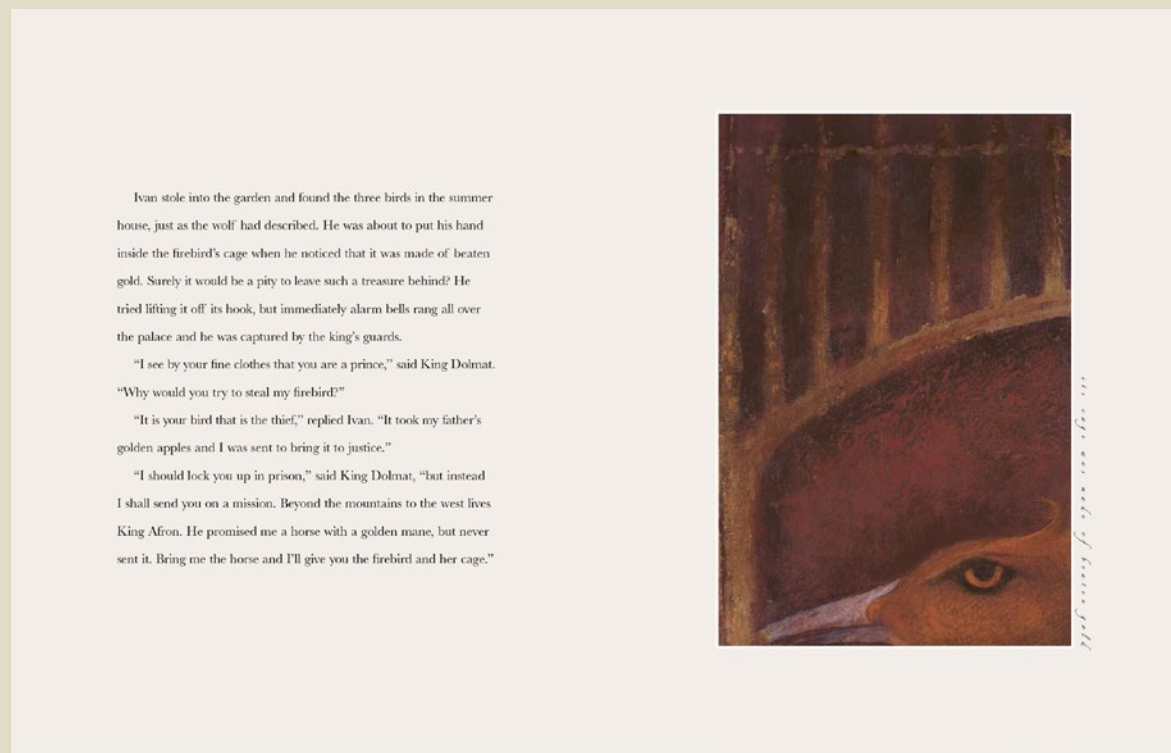 Ivan stole into the garden and found the three birds in the summer
house, just as the wolf had described. He was about to put his hand
inside the firebird’s cage when he noticed that it was made of beaten
gold. Surely it would be a pity to leave such a treasure behind? He
tried lifting it off its hook, but immediately alarm bells rang all over
the palace and he was captured by the king’s guards.
“I see by your fine clothes that you are a prince,” said King Dolmat.
“Why would you try to steal my firebird?”
“It is your bird that is the thief,” replied Ivan. “It took my father’s
golden apples and I was sent to bring it to justice.”
“I should lock you up in prison,” said King Dolmat, “but instead
I shall send you on a mission. Beyond the mountains to the west lives
King Afron. He promised me a horse with a golden mane, but never
sent it. Bring me the horse and I’ll give you the firebird and her cage.”
cage was made of beaten gold